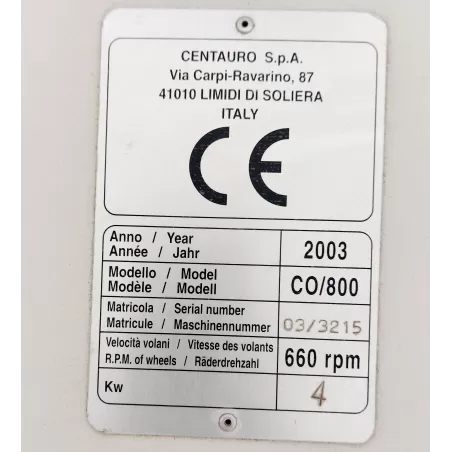 CENTAURO S.p.A.
Via Carpi-Ravarino, 87
41010 LIMIDI DI SOLIERA
ITALY
CE
Anno / Year
Année / Jahr
2003
Modello / Model
Modèle / Modell
CO/800
Matricola / Serial number
Matricule / Maschinennummer
03/3215
Velocità volani / Vitesse des volants
R.P.M. of wheels / Räderdrehzahl
660 rpm
Kw
4